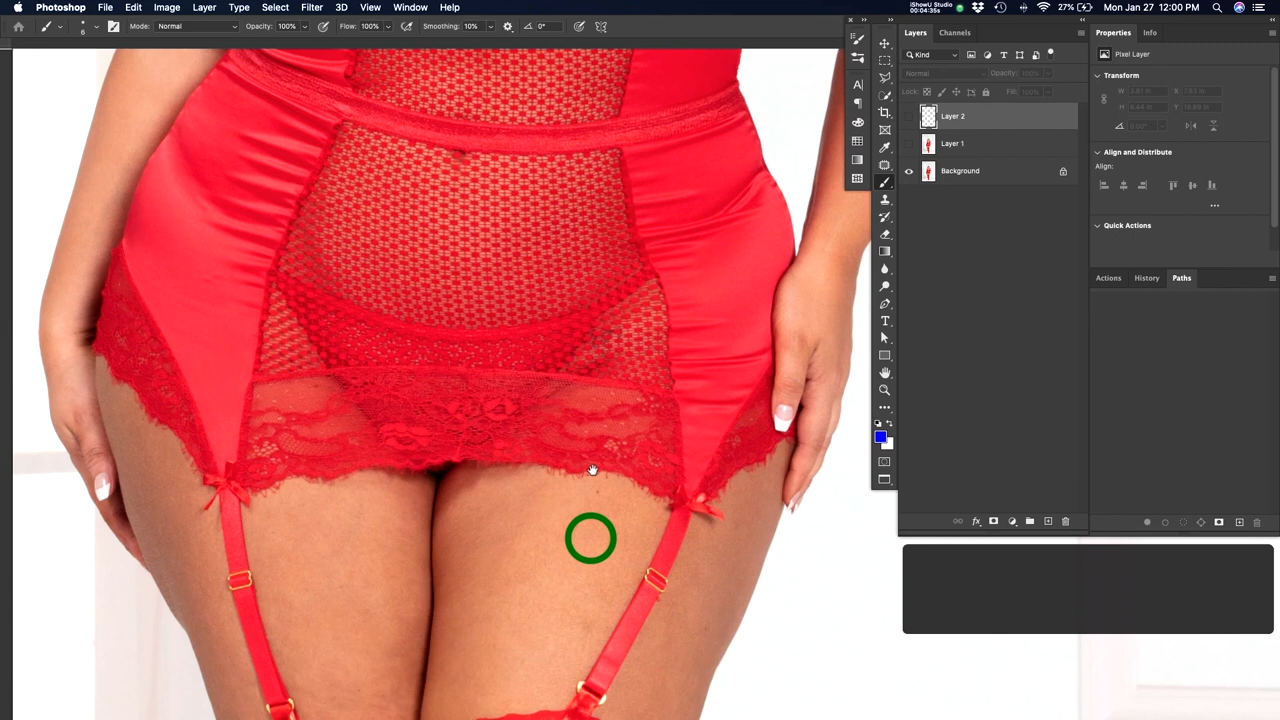 Photoshop File Edit Image Layer Type Select Filter 3D View Window Help
iShowU Studio
00:04:35s
27% Mon Jan 27 12:00 PM
6 Mode: Normal Opacity: 100% Flow: 100% Smoothing: 10% 0°
Layers Channels
Properties Info
Kind
Pixel Layer
Normal Opacity: 100%
Transform
Lock: Fill: 100%
Layer 2
Layer 1
Align and Distribute
Align:
Background
Quick Actions
Actions History Paths